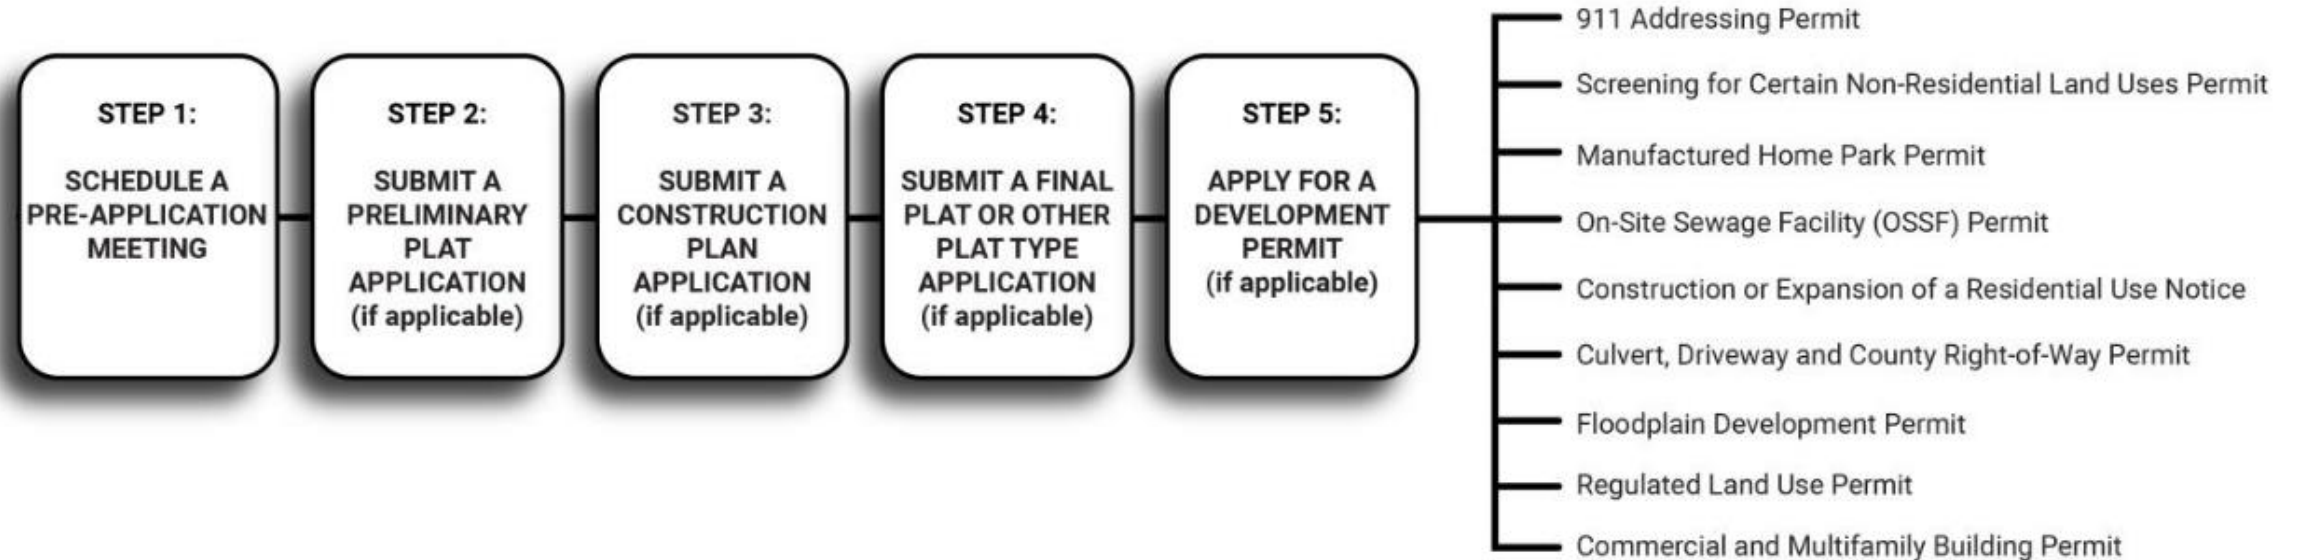 STEP 1:
SCHEDULE A
PRE-APPLICATION
MEETING
STEP 2:
SUBMIT A
PRELIMINARY
PLAT
APPLICATION
(if applicable)
STEP 3:
SUBMIT A
CONSTRUCTION
PLAN
APPLICATION
(if applicable)
STEP 4:
SUBMIT A FINAL
PLAT OR OTHER
PLAT TYPE
APPLICATION
(if applicable)
STEP 5:
APPLY FOR A
DEVELOPMENT
PERMIT
(if applicable)
911 Addressing Permit
Screening for Certain Non-Residential Land Uses Permit
Manufactured Home Park Permit
On-Site Sewage Facility (OSSF) Permit
Construction or Expansion of a Residential Use Notice
Culvert, Driveway and County Right-of-Way Permit
Floodplain Development Permit
Regulated Land Use Permit
Commercial and Multifamily Building Permit